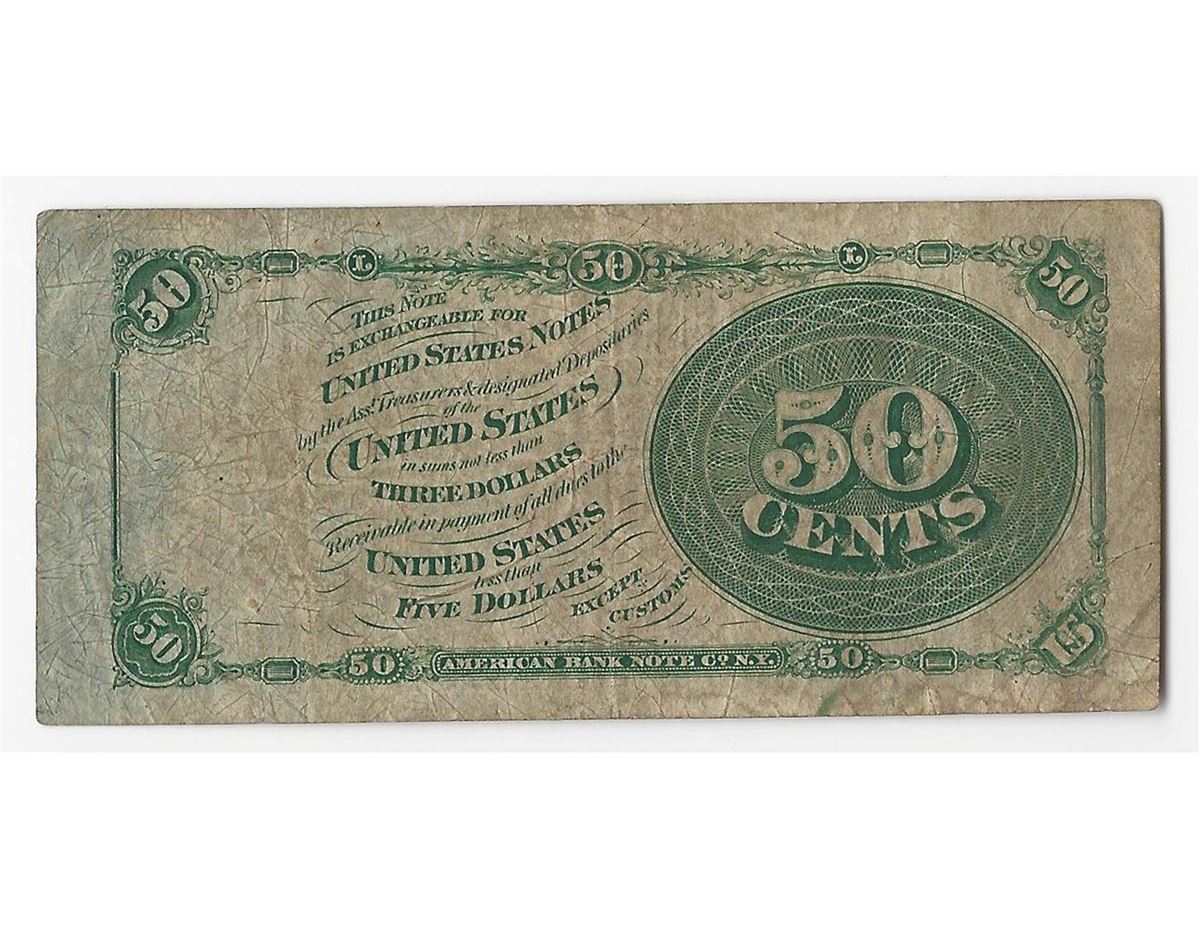 50 L 50 L 50
THIS NOTE
IS EXCHANGEABLE FOR
UNITED STATES NOTES
by the Asst. Treasurers & designated Depositaries
of the
UNITED STATES
in sums not less than
THREE DOLLARS
Receivable in payment of all dues to the
UNITED STATES
less than
FIVE DOLLARS
EXCEPT
CUSTOMS
50
CENTS
50 50 AMERICAN BANK NOTE CO. N.Y. 50